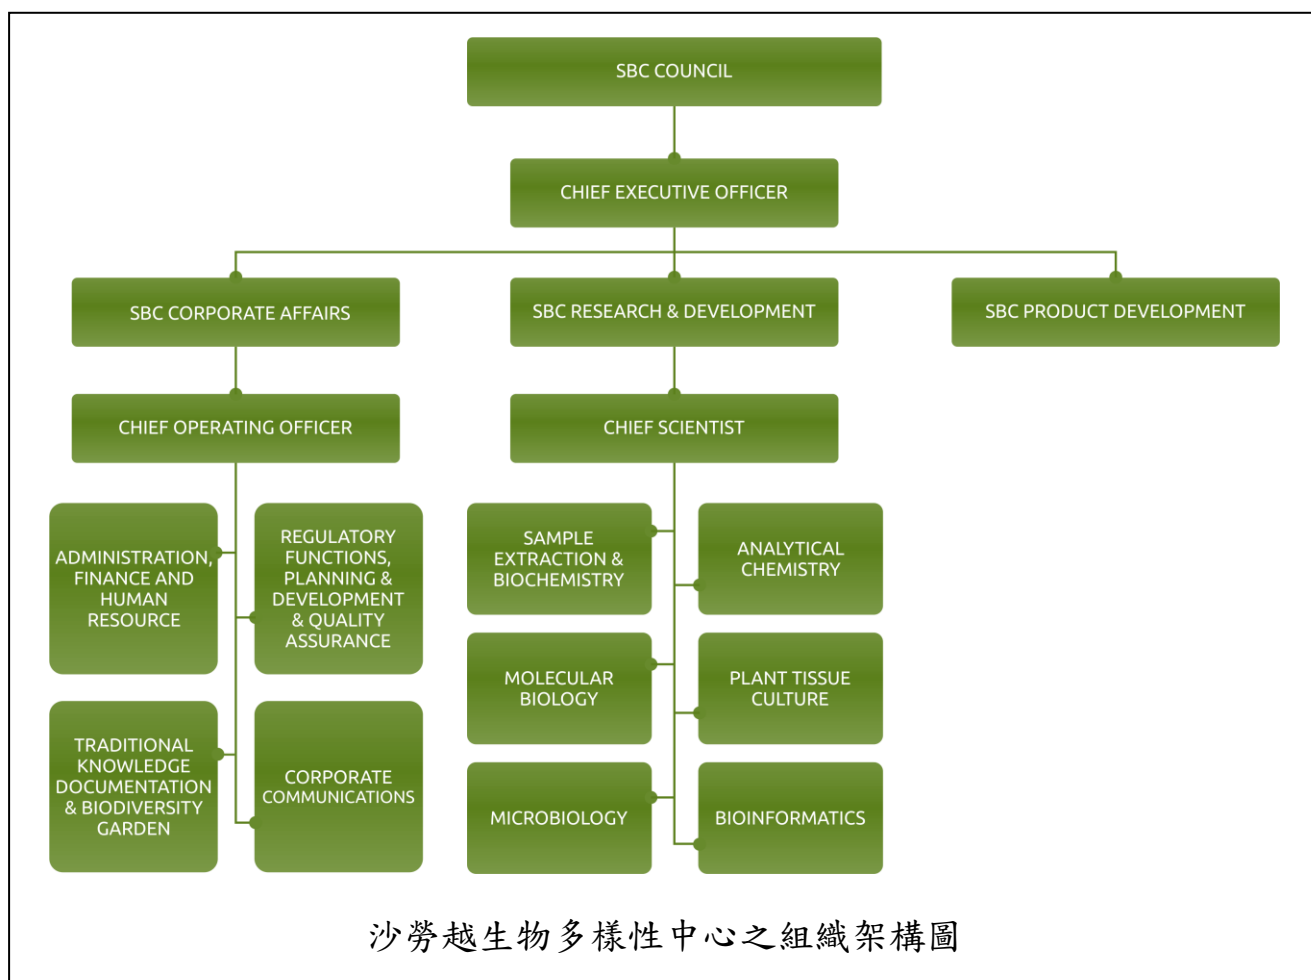 SBC COUNCIL
CHIEF EXECUTIVE OFFICER
SBC CORPORATE AFFAIRS
SBC RESEARCH & DEVELOPMENT
SBC PRODUCT DEVELOPMENT
CHIEF OPERATING OFFICER
CHIEF SCIENTIST
ADMINISTRATION,
FINANCE AND
HUMAN
RESOURCE
REGULATORY
FUNCTIONS,
PLANNING &
DEVELOPMENT
& QUALITY
ASSURANCE
TRADITIONAL
KNOWLEDGE
DOCUMENTATION
& BIODIVERSITY
GARDEN
CORPORATE
COMMUNICATIONS
SAMPLE
EXTRACTION &
BIOCHEMISTRY
ANALYTICAL
CHEMISTRY
MOLECULAR
BIOLOGY
PLANT TISSUE
CULTURE
MICROBIOLOGY
BIOINFORMATICS
沙勞越生物多樣性中心之組織架構圖